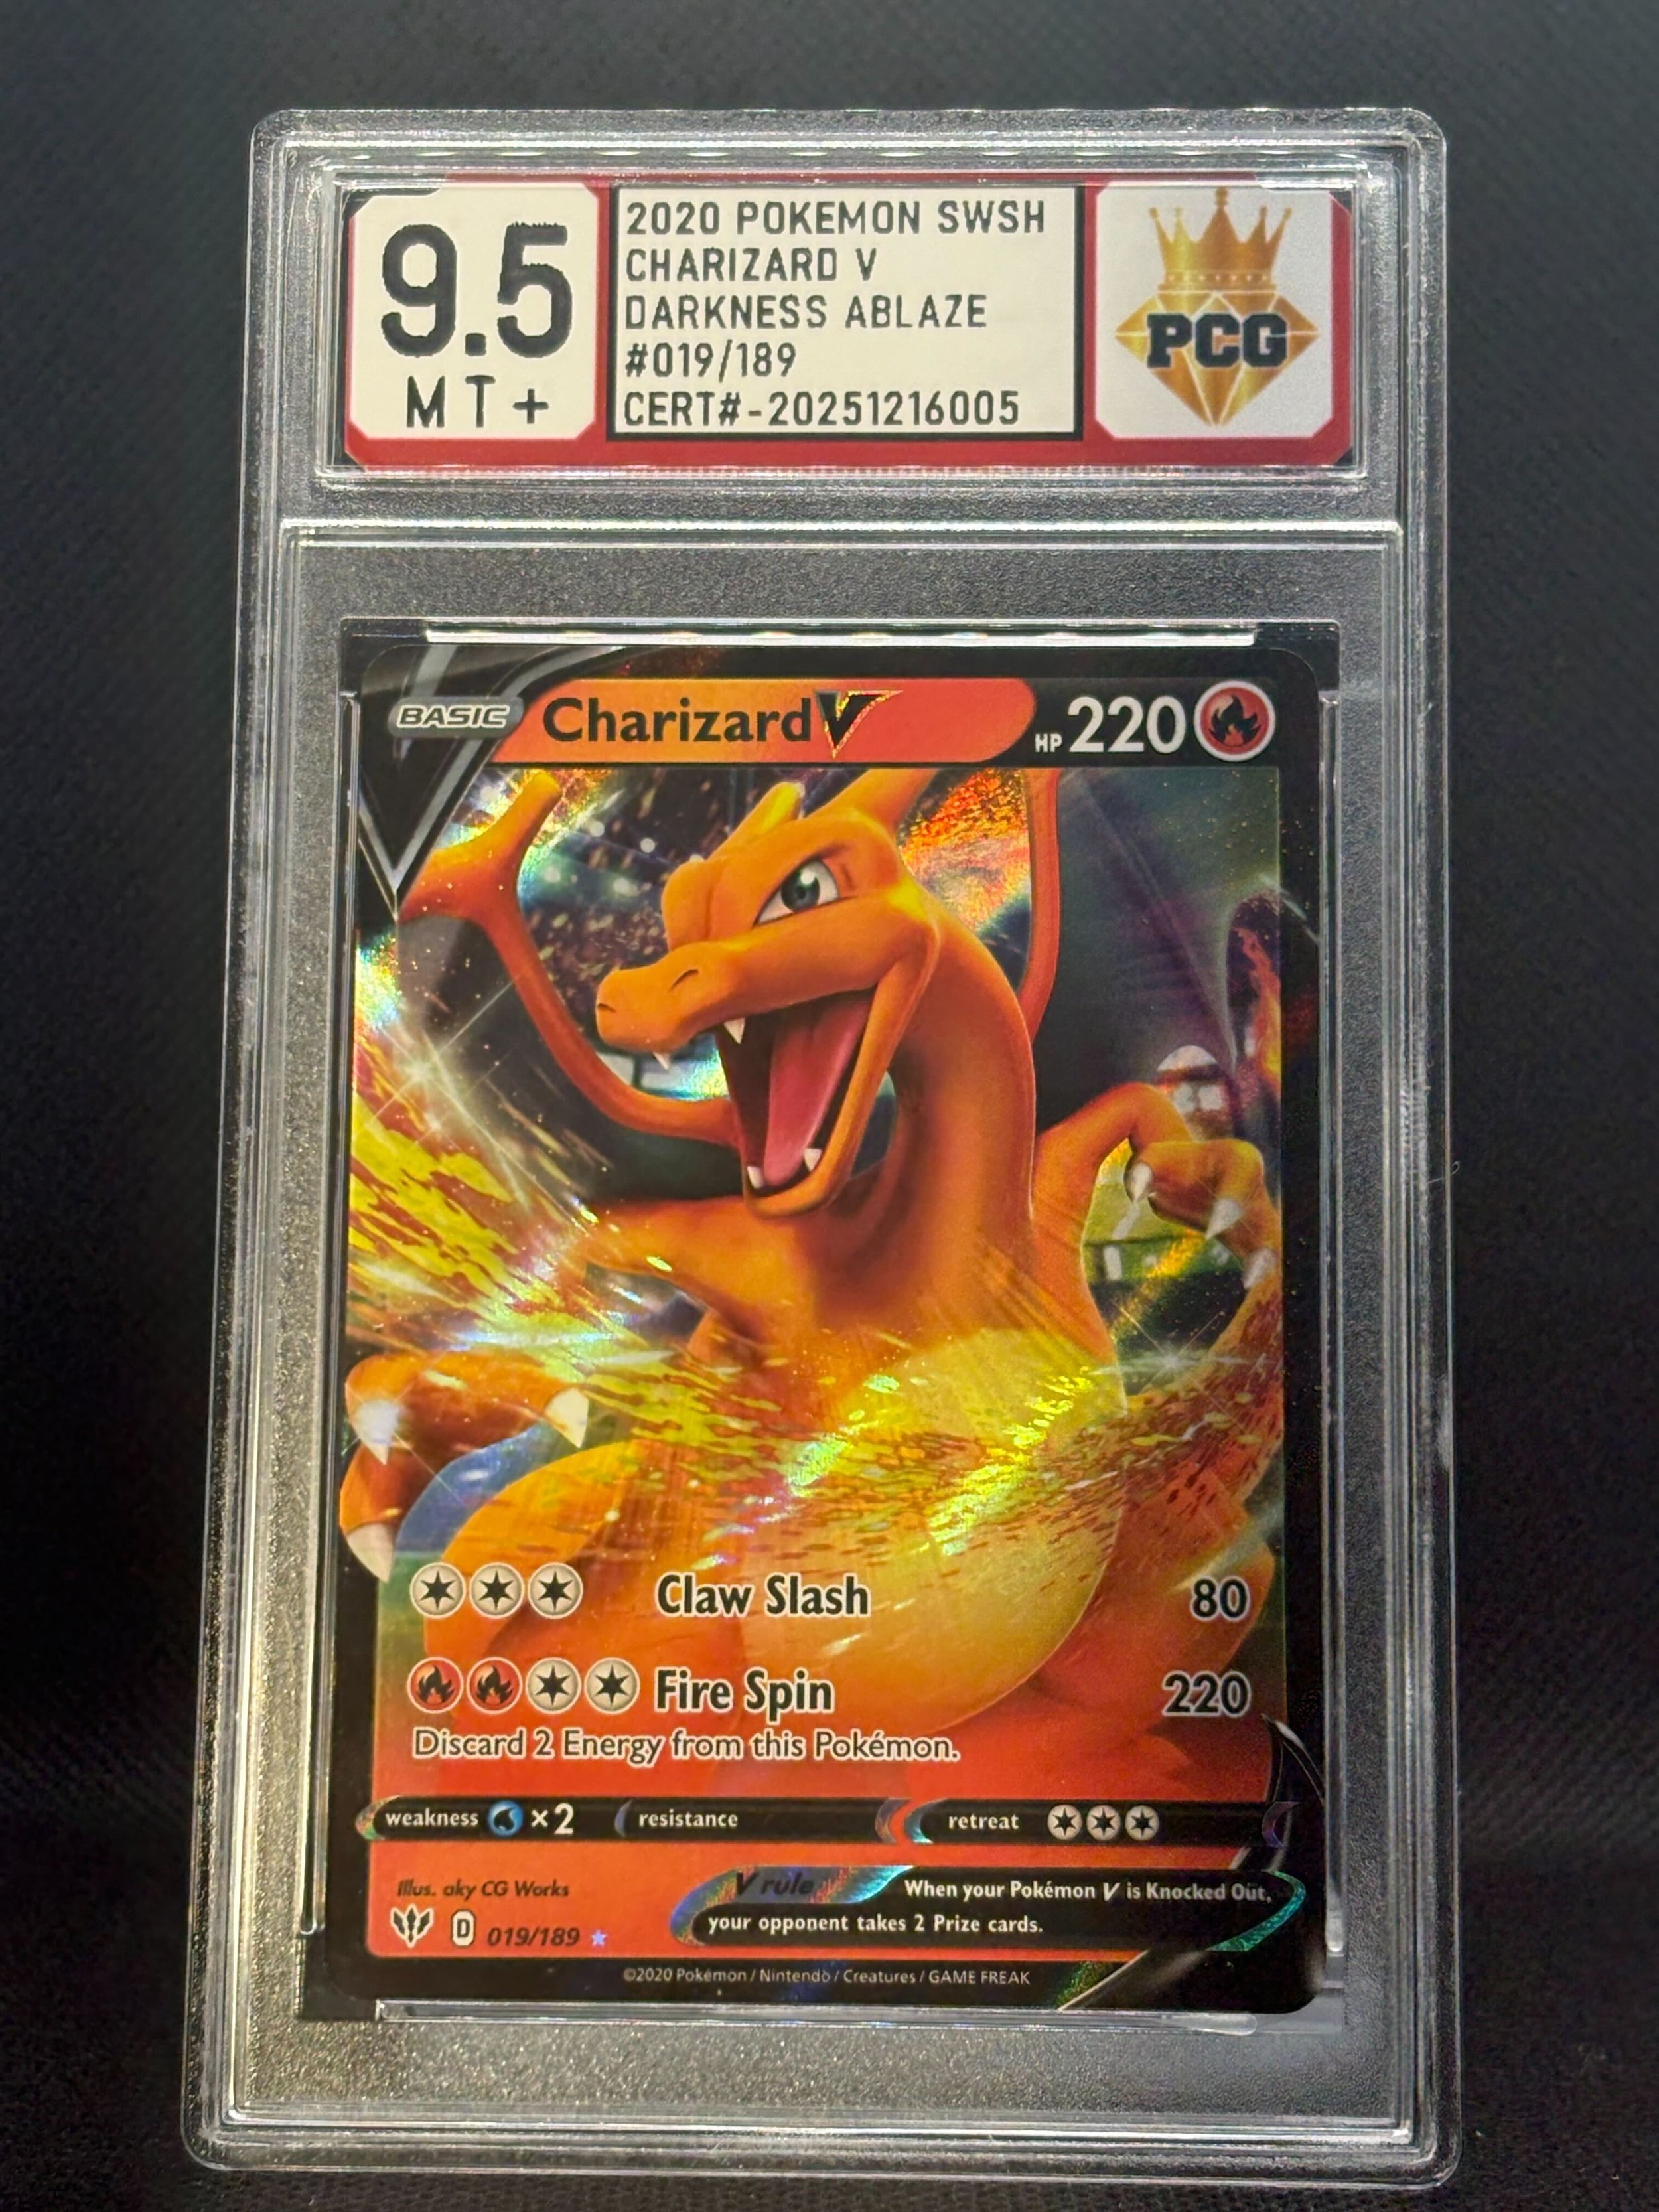 9.5
MT+
2020 POKEMON SWSH
CHARIZARD V
DARKNESS ABLAZE
#019/189
CERT#-20251216005
PCG
BASIC Charizard V HP 220
Claw Slash 80
Fire Spin 220
Discard 2 Energy from this Pokémon.
weakness ×2 resistance retreat
Illus. aky CG Works
V rule When your Pokémon V is Knocked Out,
your opponent takes 2 Prize cards.
D 019/189
©2020 Pokémon / Nintendo / Creatures / GAME FREAK